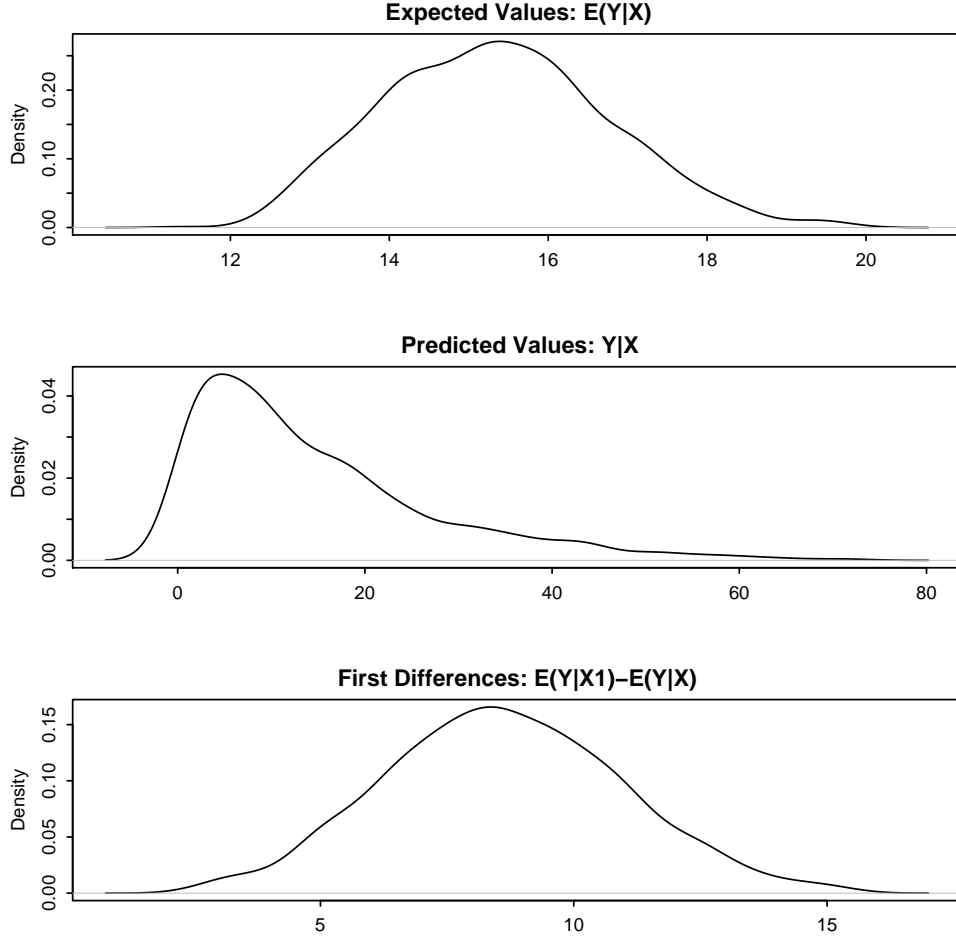 Expected Values: E(Y|X)
Density
0.00
0.10
0.20
12 14 16 18 20
Predicted Values: Y|X
Density
0.00
0.02
0.04
0 20 40 60 80
First Differences: E(Y|X1)−E(Y|X)
Density
0.00
0.05
0.10
0.15
5 10 15